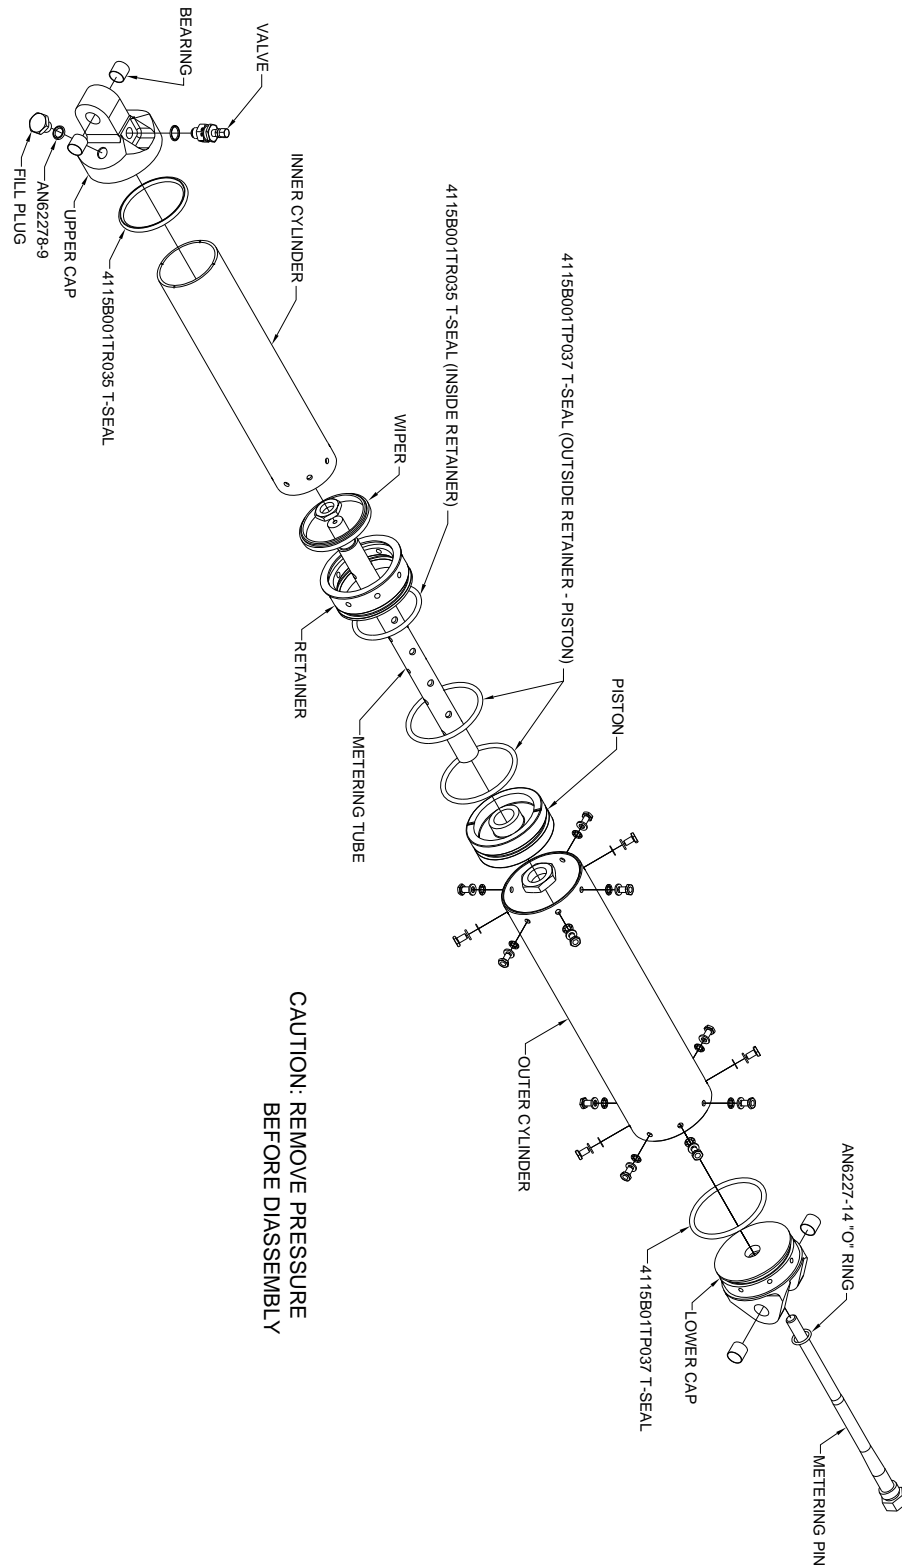 BEARING
VALVE
FILL PLUG
AN62278-9
UPPER CAP
4115B001TR035 T-SEAL
INNER CYLINDER
4115B001TR035 T-SEAL (INSIDE RETAINER)
WIPER
4115B001TP037 T-SEAL (OUTSIDE RETAINER - PISTON)
RETAINER
METERING TUBE
PISTON
OUTER CYLINDER
AN6227-14 "O" RING
4115B01TP037 T-SEAL
LOWER CAP
METERING PIN
CAUTION: REMOVE PRESSURE
BEFORE DIASSEMBLY